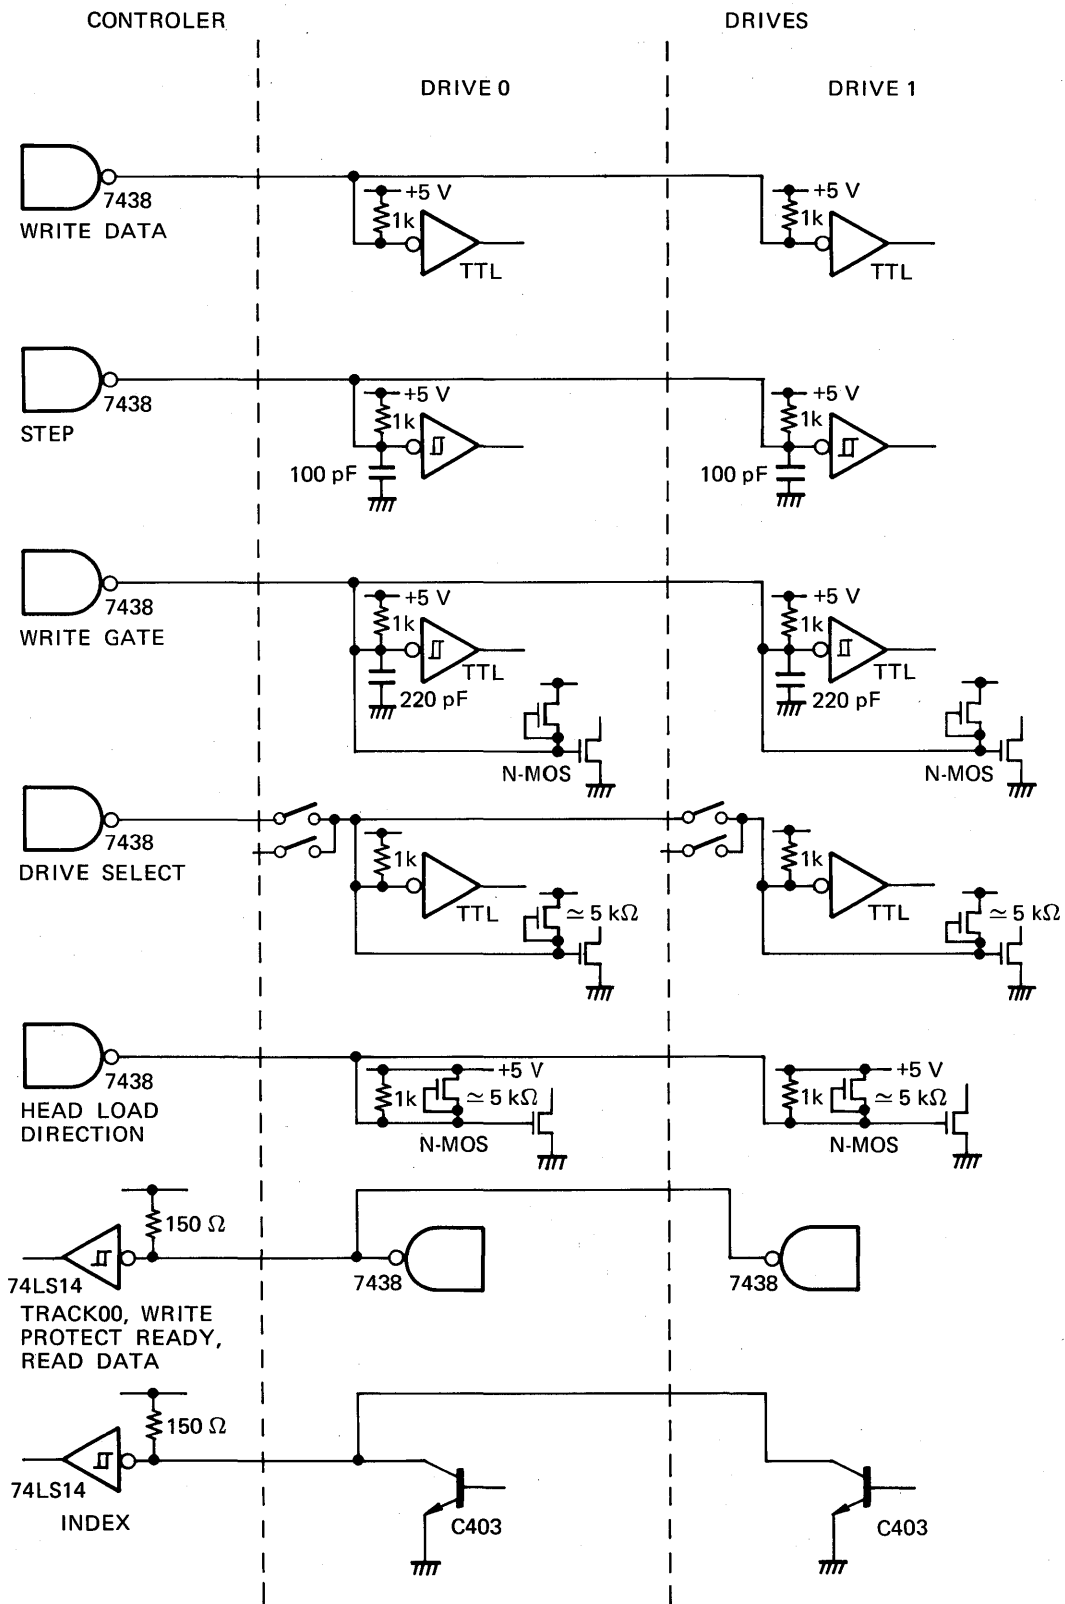 CONTROLER
DRIVES
DRIVE 0
DRIVE 1
7438
WRITE DATA
+5 V
1k
TTL
+5 V
1k
TTL
7438
STEP
+5 V
1k
100 pF
+5 V
1k
100 pF
7438
WRITE GATE
+5 V
1k
TTL
220 pF
N-MOS
+5 V
1k
TTL
220 pF
N-MOS
7438
DRIVE SELECT
1k
TTL
≃ 5 kΩ
1k
TTL
≃ 5 kΩ
7438
HEAD LOAD
DIRECTION
+5 V
1k
≃ 5 kΩ
N-MOS
+5 V
1k
≃ 5 kΩ
N-MOS
150 Ω
74LS14
7438
7438
TRACK00, WRITE
PROTECT READY,
READ DATA
150 Ω
74LS14
INDEX
C403
C403